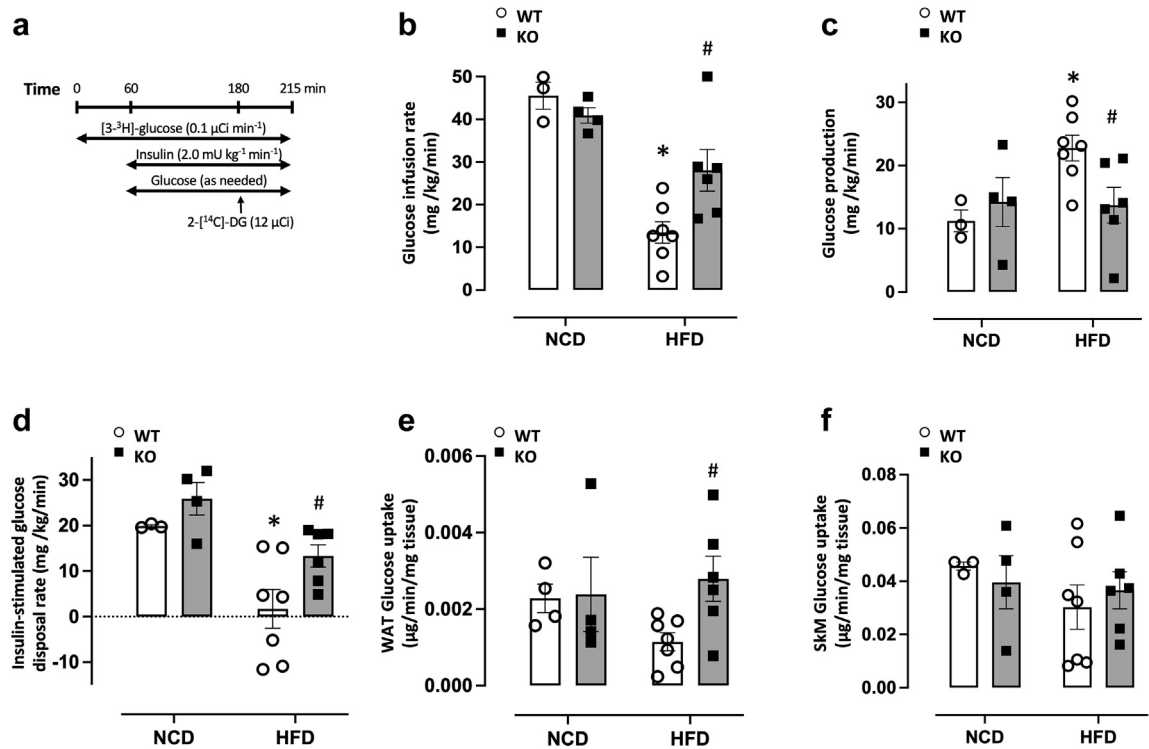 a
Time
0 60 180 215 min
[3-³H]-glucose (0.1 µCi min⁻¹)
Insulin (2.0 mU kg⁻¹ min⁻¹)
Glucose (as needed)
2-[¹⁴C]-DG (12 µCi)
b
WT
KO
Glucose infusion rate
(mg /kg/min)
50
40
30
20
10
0
*
#
NCD HFD
c
WT
KO
Glucose production
(mg /kg/min)
30
20
10
0
*
#
NCD HFD
d
WT
KO
Insulin-stimulated glucose
disposal rate (mg /kg/min)
30
20
10
0
-10
*
#
NCD HFD
e
WT
KO
WAT Glucose uptake
(µg/min/mg tissue)
0.006
0.004
0.002
0.000
#
NCD HFD
f
WT
KO
SkM Glucose uptake
(µg/min/mg tissue)
0.08
0.06
0.04
0.02
0.00
NCD HFD